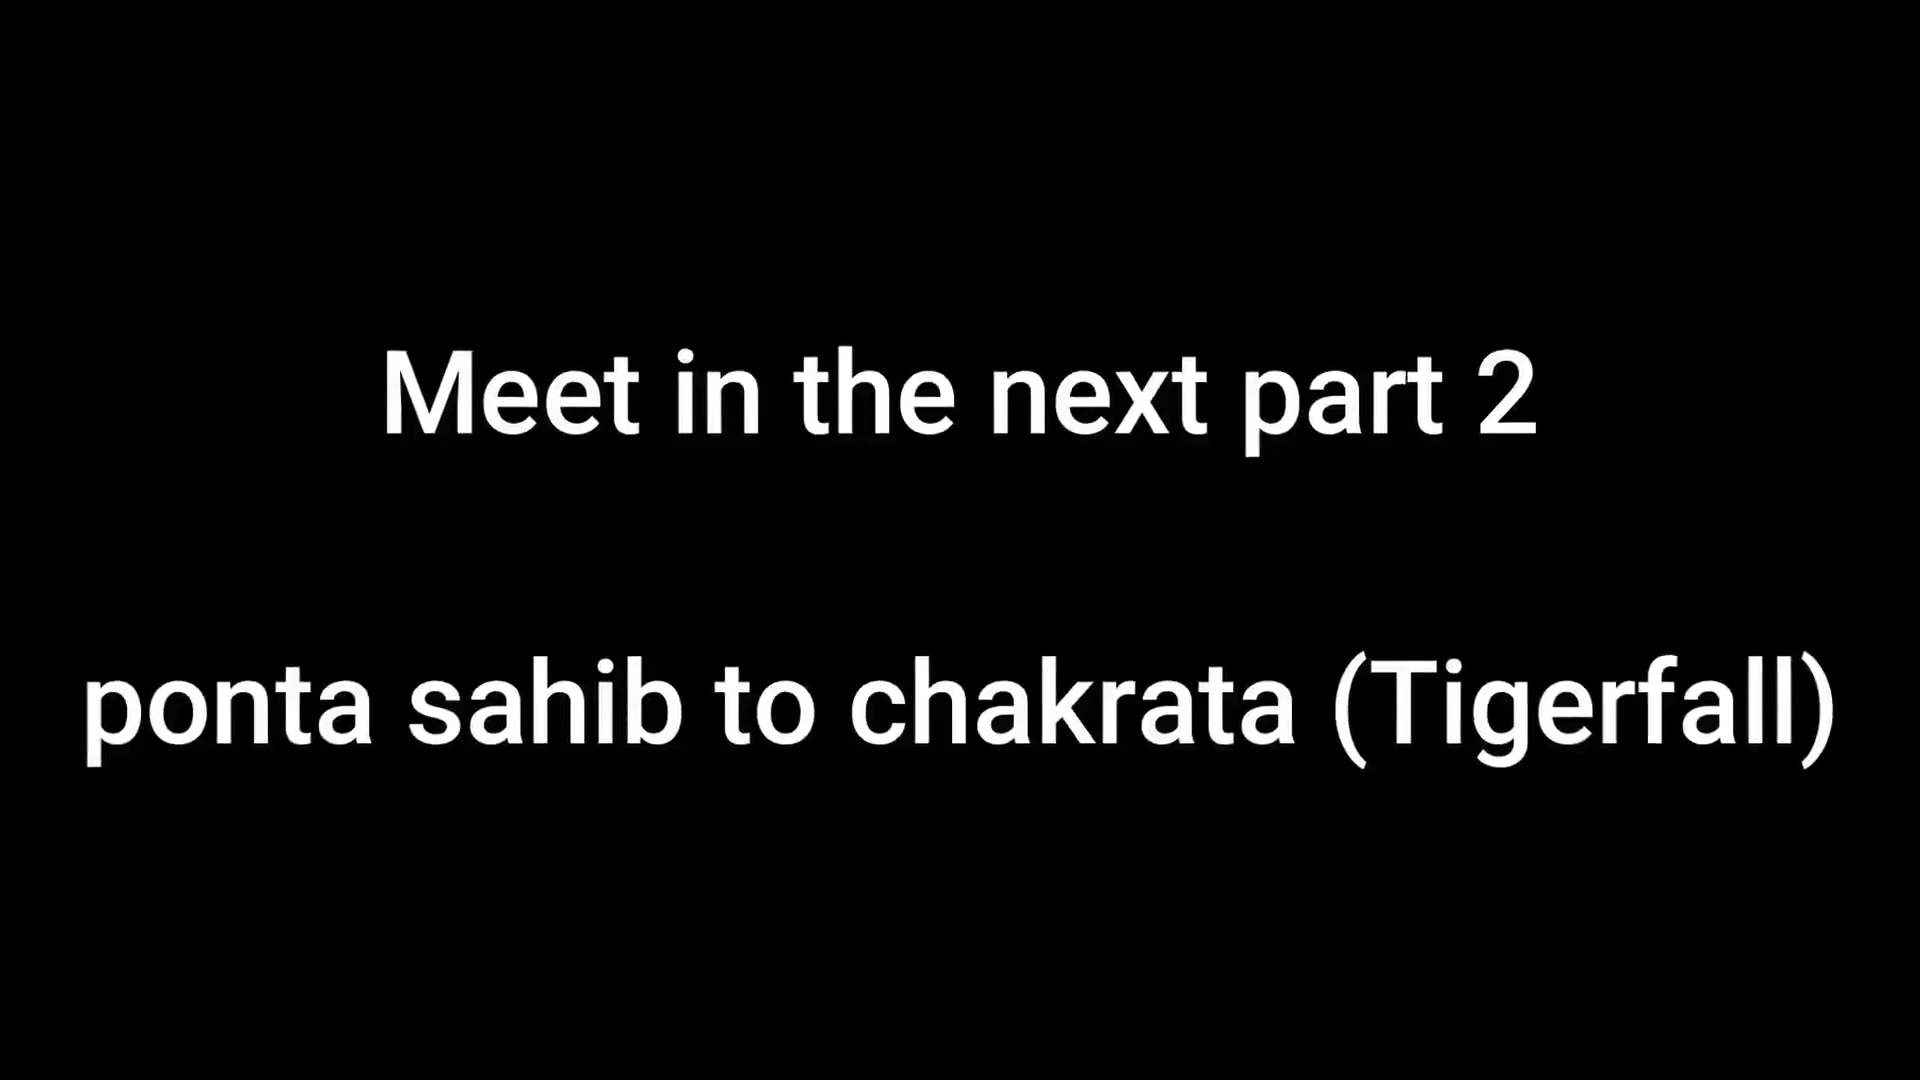 Meet in the next part 2
ponta sahib to chakrata (Tigerfall)